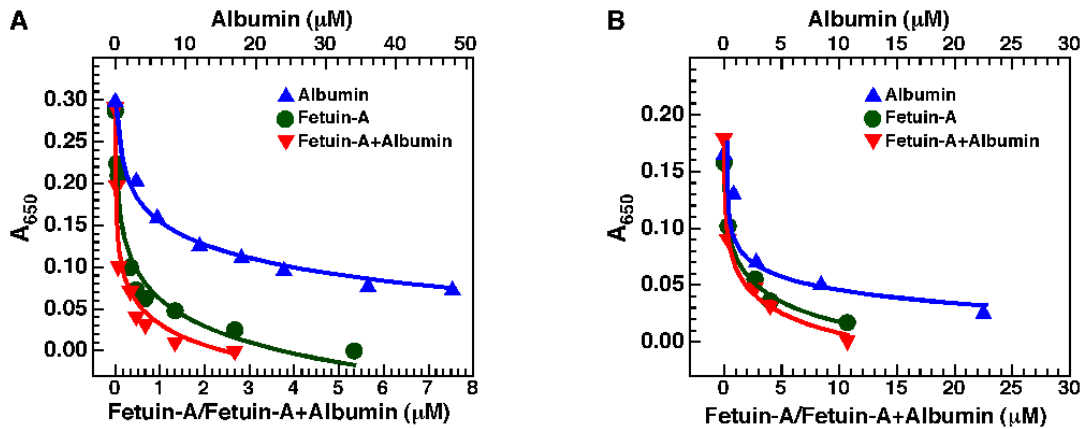 A
Albumin (μM)
0 10 20 30 40 50
A650
0.30
0.25
0.20
0.15
0.10
0.05
0.00
Albumin
Fetuin-A
Fetuin-A+Albumin
0 1 2 3 4 5 6 7 8
Fetuin-A/Fetuin-A+Albumin (μM)
B
Albumin (μM)
0 10 20 30 40 50
A650
0.20
0.15
0.10
0.05
0.00
Albumin
Fetuin-A
Fetuin-A+Albumin
0 5 10 15 20 25 30
Fetuin-A/Fetuin-A+Albumin (μM)